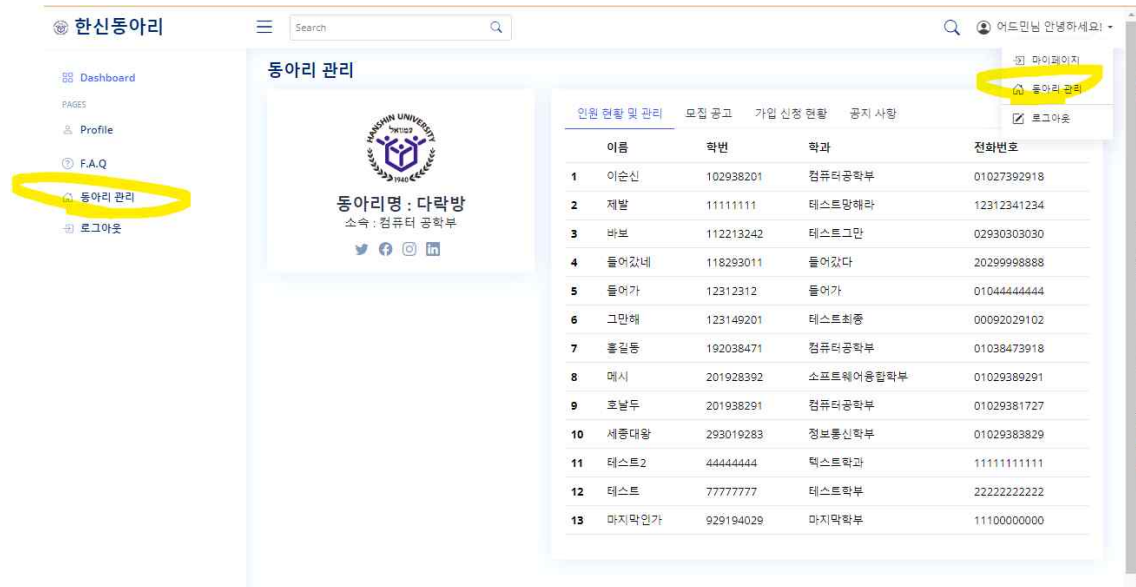 한신동아리
Search
어드민님 안녕하세요!
마이페이지
동아리 관리
로그아웃
Dashboard
PAGES
Profile
F.A.Q
동아리 관리
로그아웃
동아리 관리
HANSHIN UNIVERSITY
1940
동아리명 : 다락방
소속 : 컴퓨터 공학부
인원 현황 및 관리 모집 공고 가입 신청 현황 공지 사항
이름 학번 학과 전화번호
1 이순신 102938201 컴퓨터공학부 01027392918
2 제발 11111111 테스트망해라 12312341234
3 바보 112213242 테스트그만 02930303030
4 들어갔네 118293011 들어갔다 20299998888
5 들어가 12312312 들어가 01044444444
6 그만해 123149201 테스트최종 00092029102
7 홍길동 192038471 컴퓨터공학부 01038473918
8 메시 201928392 소프트웨어융합학부 01029389291
9 호날두 201938291 컴퓨터공학부 01029381727
10 세종대왕 293019283 정보통신학부 01029383829
11 테스트2 44444444 텍스트학과 11111111111
12 테스트 77777777 테스트학부 22222222222
13 마지막인가 929194029 마지막학부 11100000000